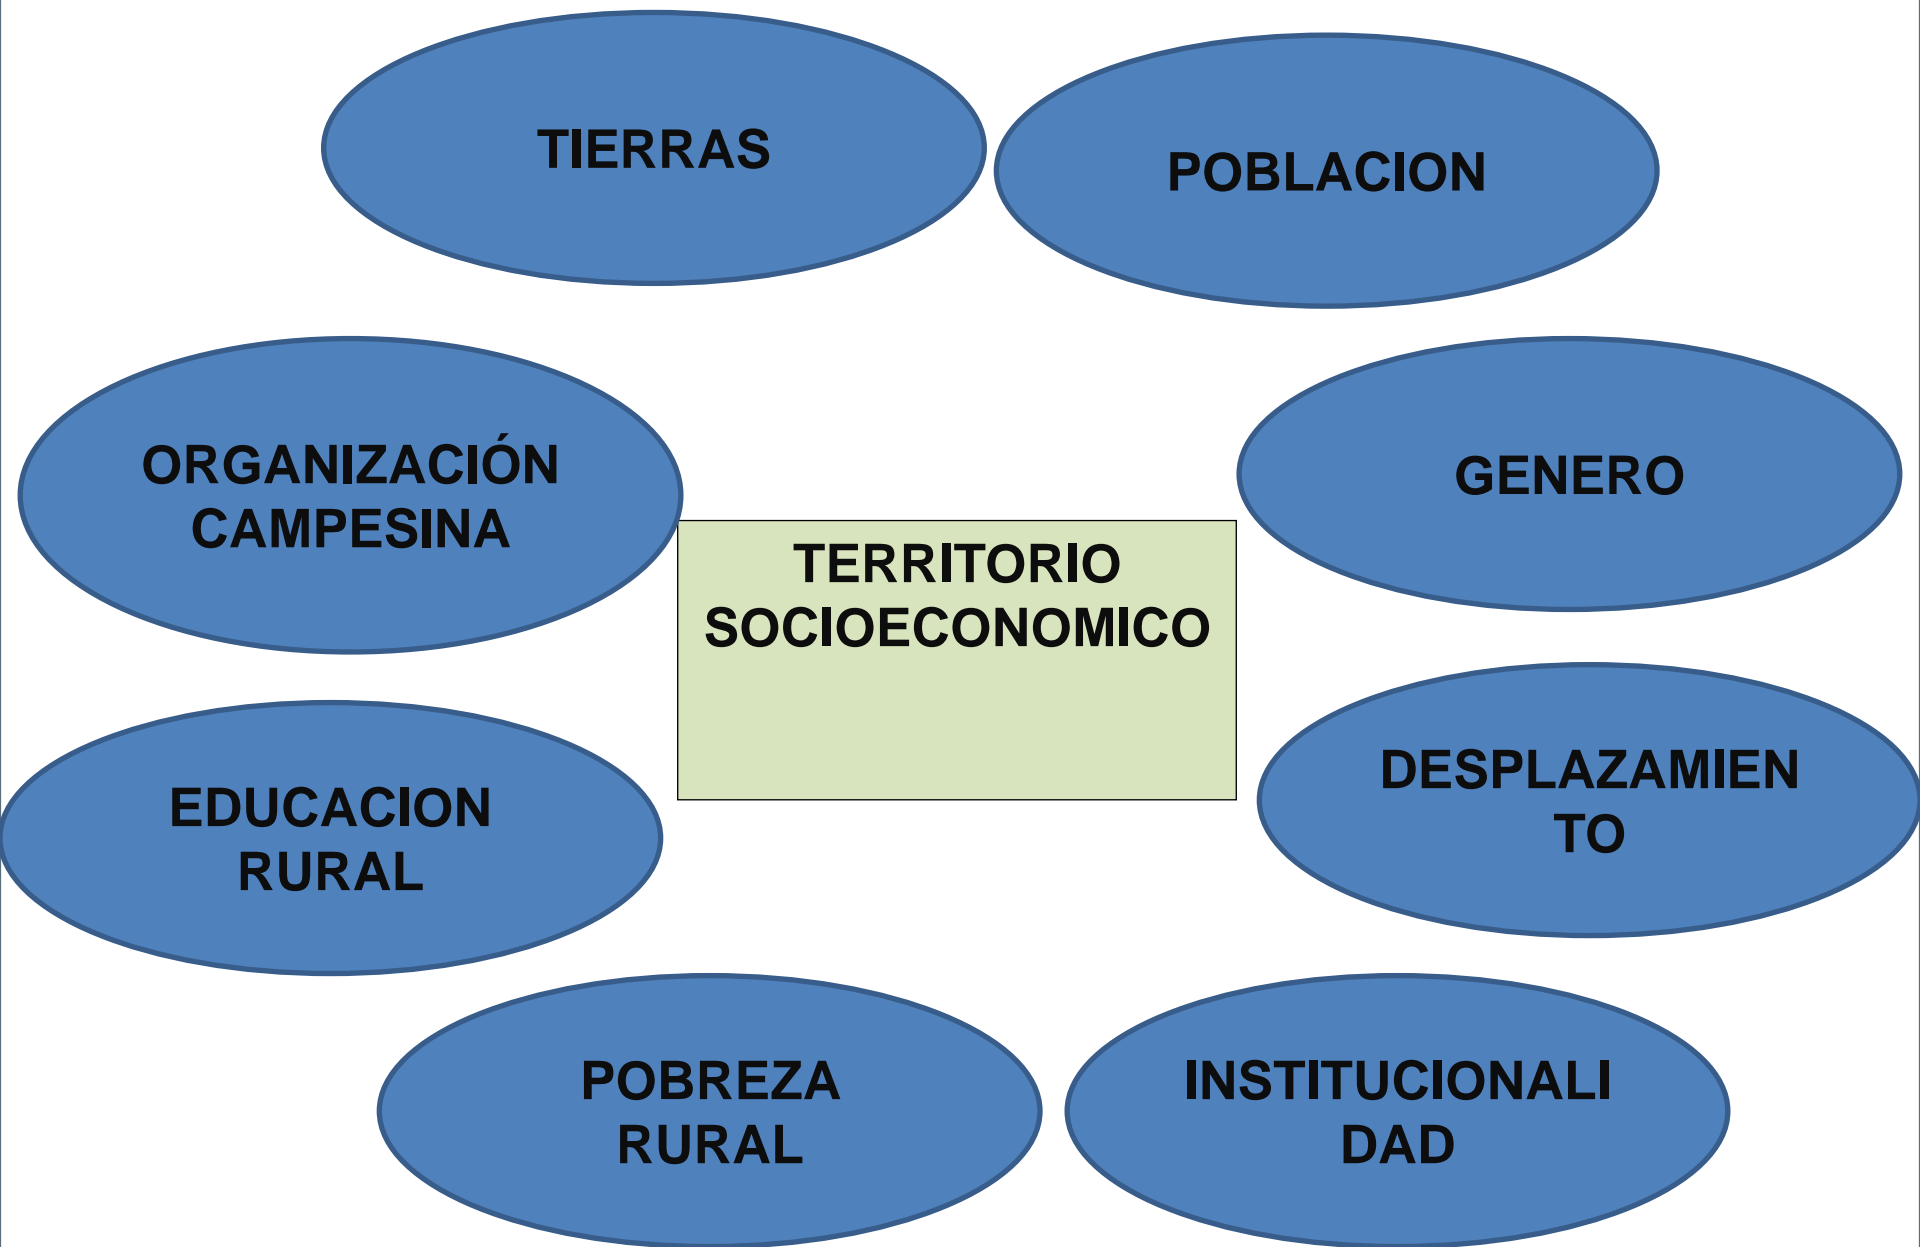 TIERRAS
POBLACION
ORGANIZACIÓN
CAMPESINA
GENERO
TERRITORIO
SOCIOECONOMICO
EDUCACION
RURAL
DESPLAZAMIEN
TO
POBREZA
RURAL
INSTITUCIONALI
DAD